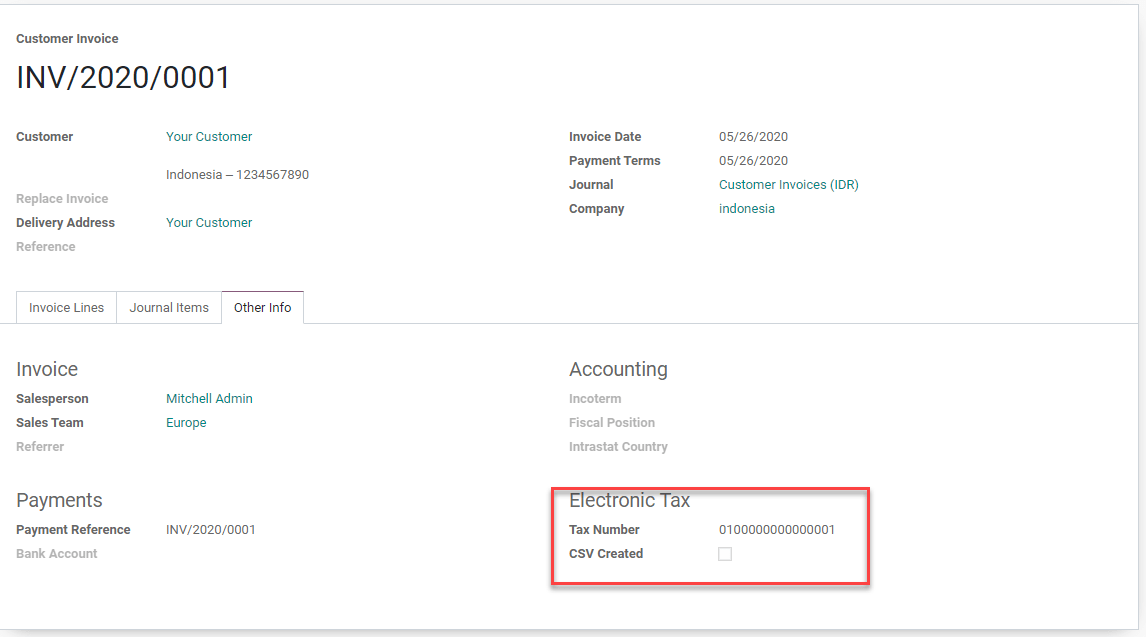 Customer Invoice
INV/2020/0001
Customer Your Customer
Indonesia – 1234567890
Replace Invoice
Delivery Address Your Customer
Reference
Invoice Date 05/26/2020
Payment Terms 05/26/2020
Journal Customer Invoices (IDR)
Company indonesia
Invoice Lines Journal Items Other Info
Invoice
Salesperson Mitchell Admin
Sales Team Europe
Referrer
Accounting
Incoterm
Fiscal Position
Intrastat Country
Payments
Payment Reference INV/2020/0001
Bank Account
Electronic Tax
Tax Number 0100000000000001
CSV Created